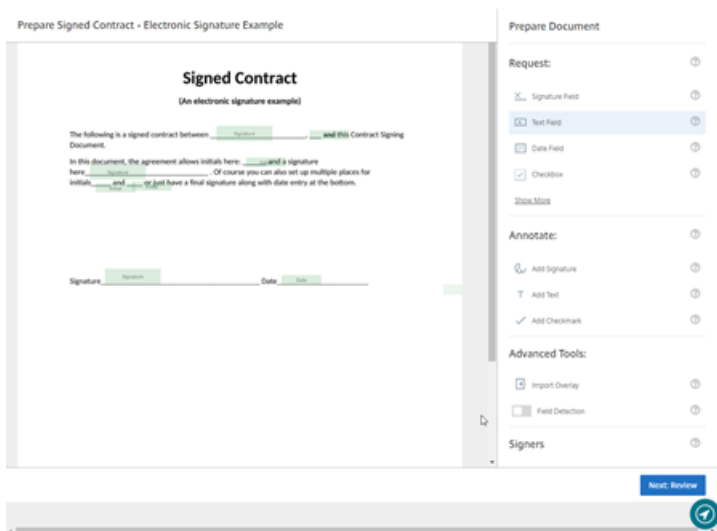 Prepare Signed Contract - Electronic Signature Example
Signed Contract
(An electronic signature example)
The following is a signed contract between Signature , and this Contract Signing
Document.
In this document, the agreement allows initials here: and a signature
here Signature . Of course you can also set up multiple places for
initials and or just have a final signature along with date entry at the bottom.
Initial
Signature Signature Date Date
Prepare Document
Request:
Signature Field
Text Field
Date Field
Checkbox
Show More
Annotate:
Add Signature
T Add Text
Add Checkmark
Advanced Tools:
Import Overlay
Field Detection
Signers
Next: Review